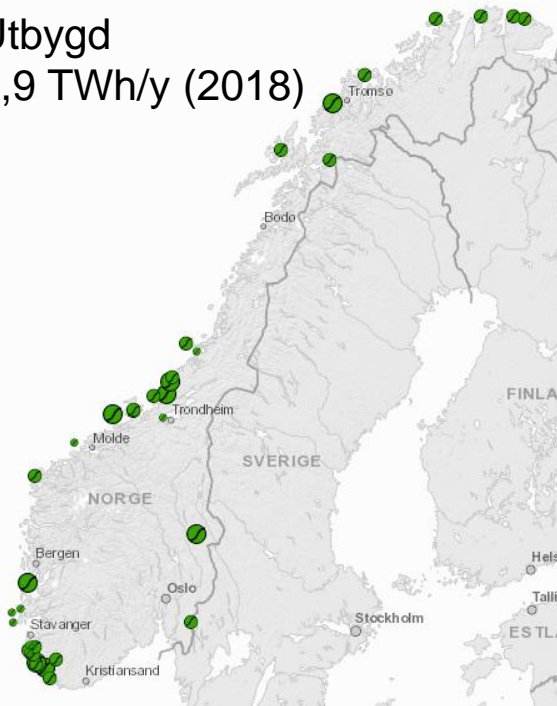 Utbygd
,9 TWh/y (2018)
Tromsø
Bodø
Trondheim
Molde
FINLA
SVERIGE
NORGE
Bergen
Hels
Oslo
Talli
Stockholm
Stavanger
ESTLA
Kristiansand